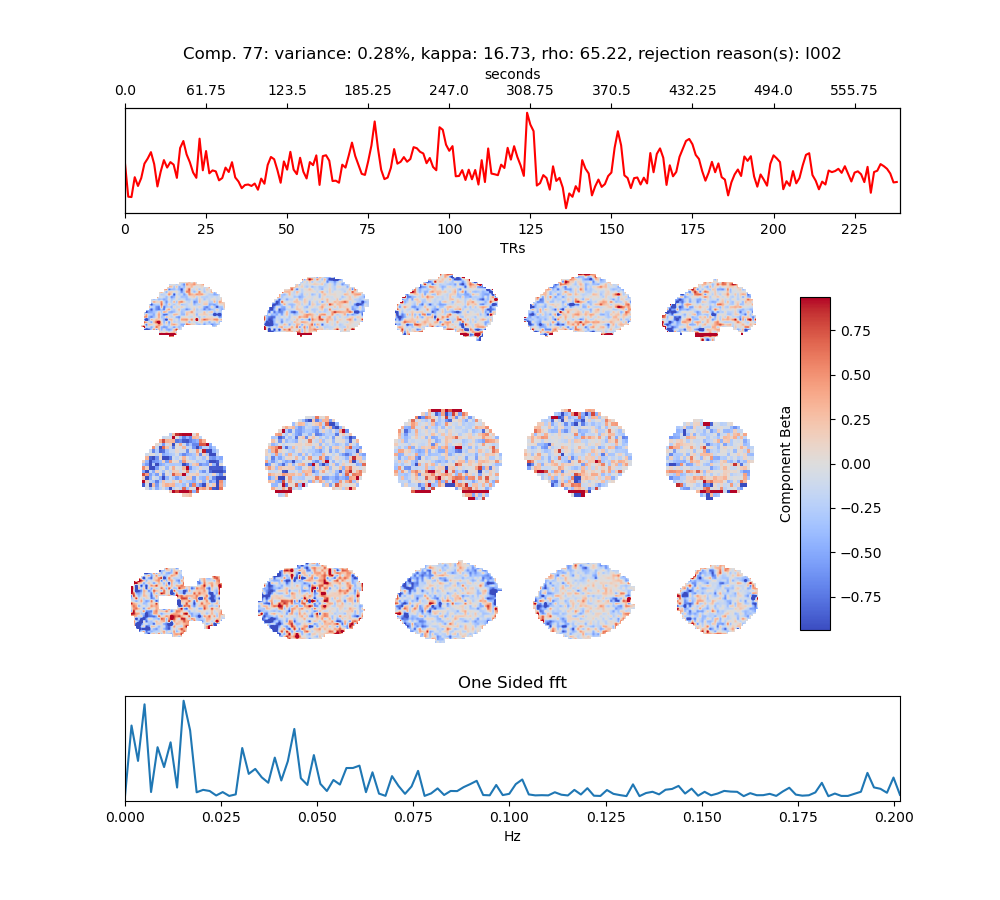 Comp. 77: variance: 0.28%, kappa: 16.73, rho: 65.22, rejection reason(s): I002
seconds
0.0 61.75 123.5 185.25 247.0 308.75 370.5 432.25 494.0 555.75
0 25 50 75 100 125 150 175 200 225
TRs
0.75
0.50
0.25
0.00
−0.25
−0.50
−0.75
Component Beta
One Sided fft
0.000 0.025 0.050 0.075 0.100 0.125 0.150 0.175 0.200
Hz